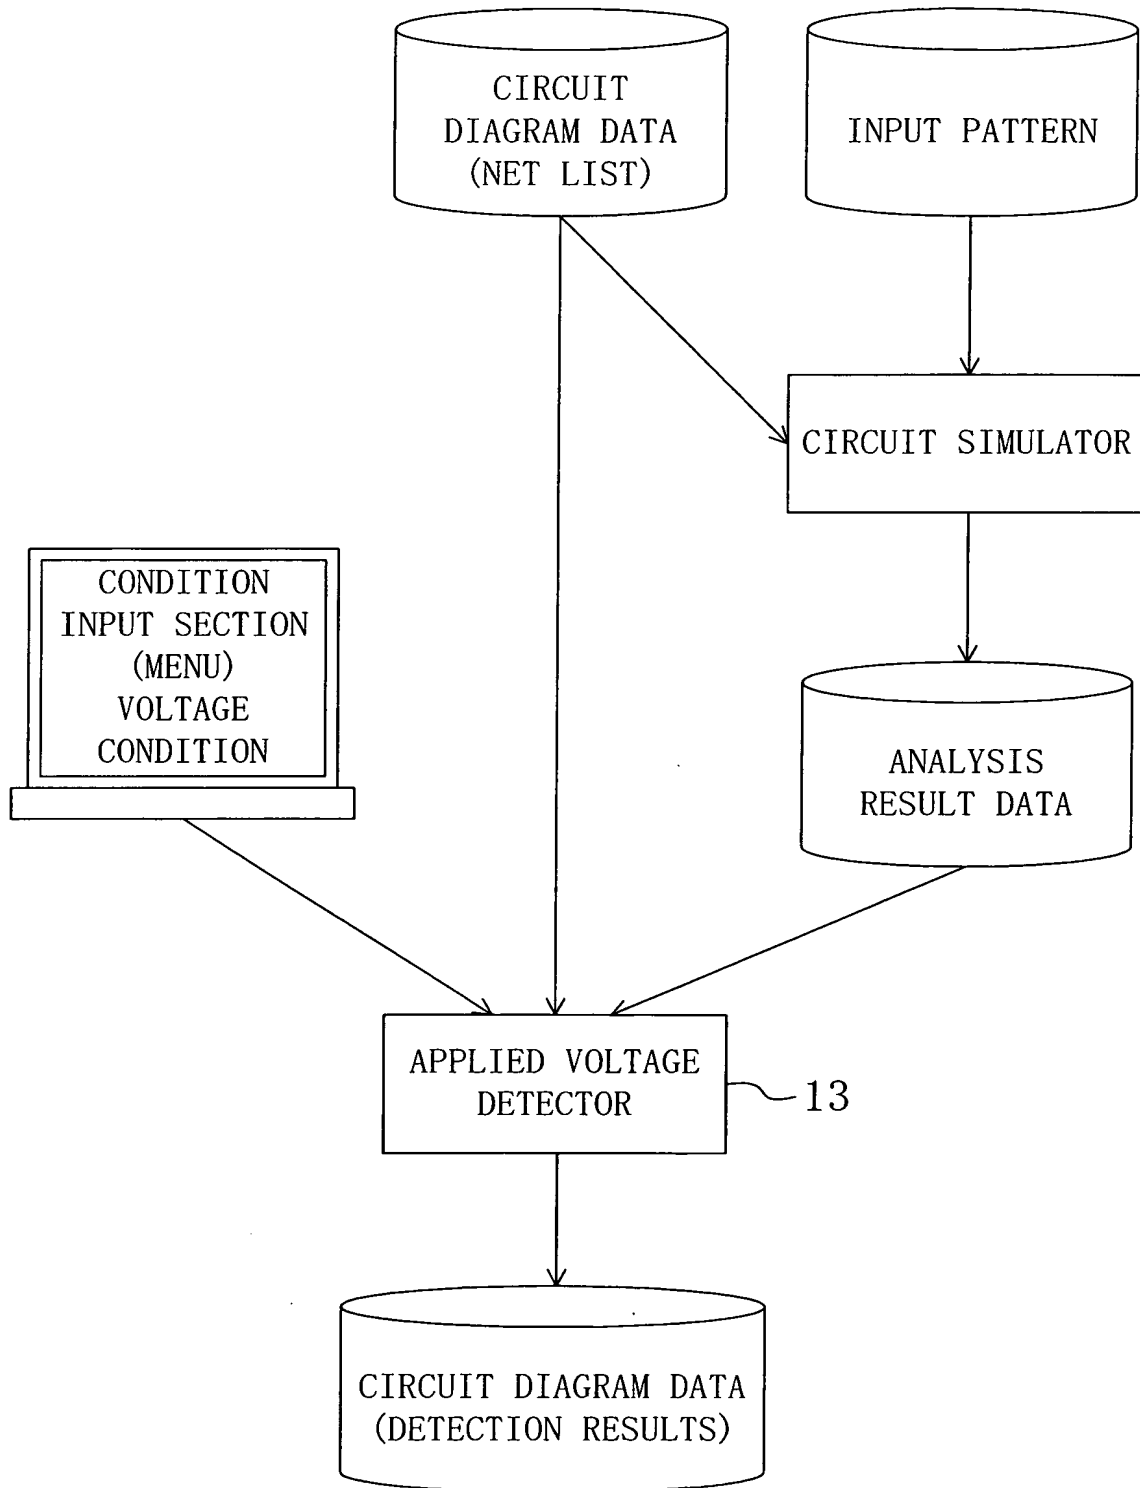 CIRCUIT
DIAGRAM DATA
(NET LIST)
INPUT PATTERN
CIRCUIT SIMULATOR
CONDITION
INPUT SECTION
(MENU)
VOLTAGE
CONDITION
ANALYSIS
RESULT DATA
APPLIED VOLTAGE
DETECTOR
13
CIRCUIT DIAGRAM DATA
(DETECTION RESULTS)